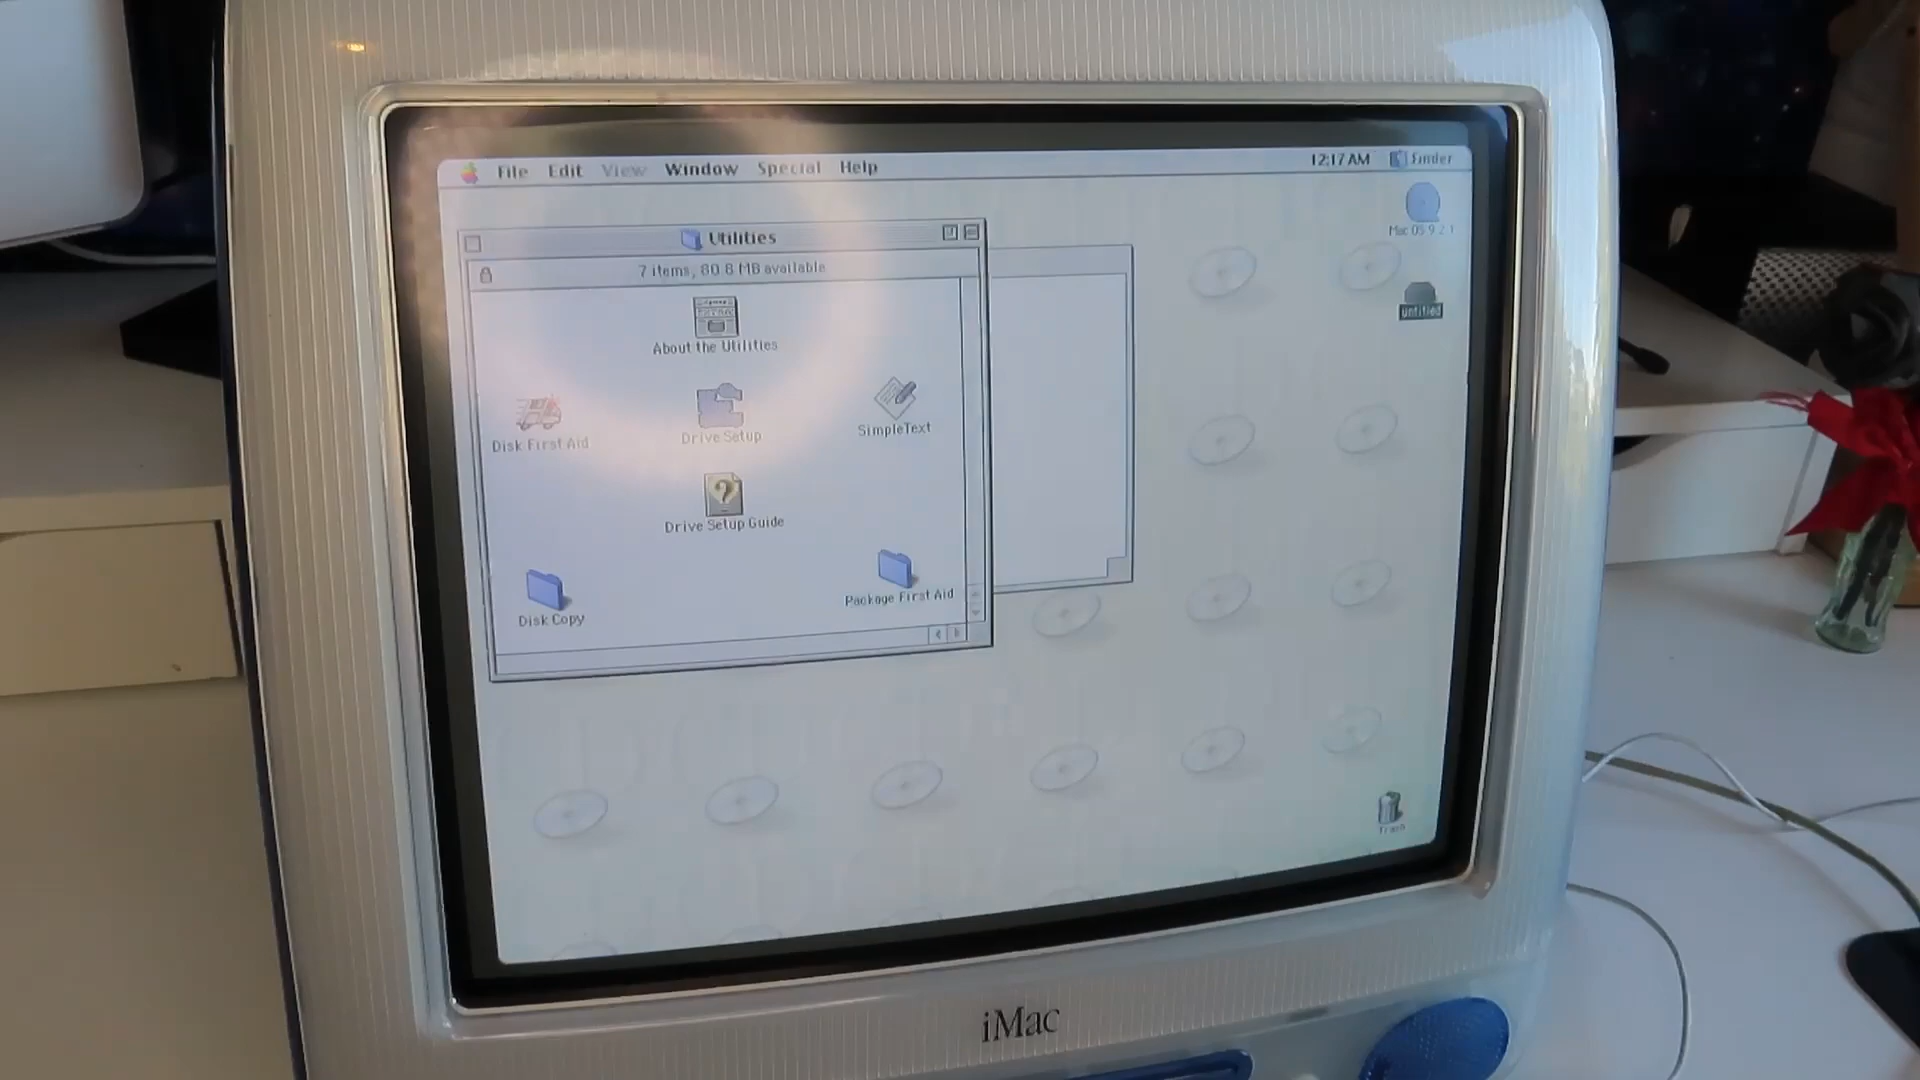 File Edit View Window Special Help 12:17 AM Finder
Mac OS 9.2.1
untitled
Utilities
7 items, 80.8 MB available
About the Utilities
Disk First Aid
Drive Setup
SimpleText
Drive Setup Guide
Disk Copy
Package First Aid
Trash
iMac